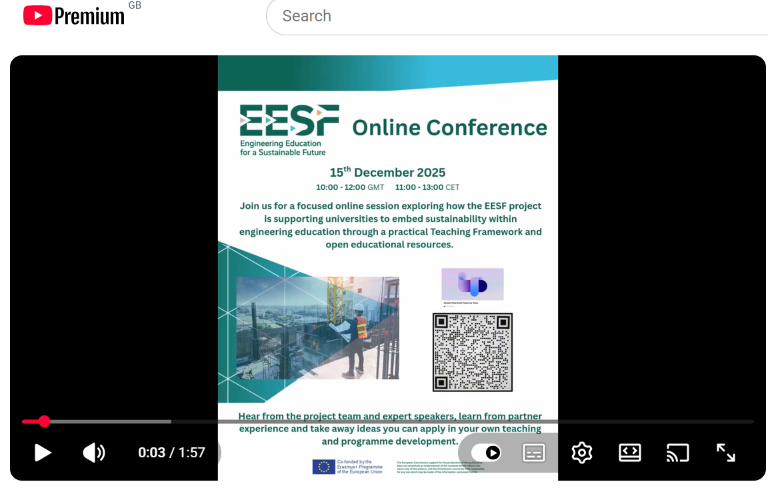 Premium GB
Search
EESF
Engineering Education
for a Sustainable Future
Online Conference
15th December 2025
10:00 - 12:00 GMT 11:00 - 13:00 CET
Join us for a focused online session exploring how the EESF project
is supporting universities to embed sustainability within
engineering education through a practical Teaching Framework and
open educational resources.
Hear from the project team and expert speakers, learn from partner
experience and take away ideas you can apply in your own teaching
and programme development.
0:03 / 1:57
Co-funded by the
Erasmus+ Programme
of the European Union